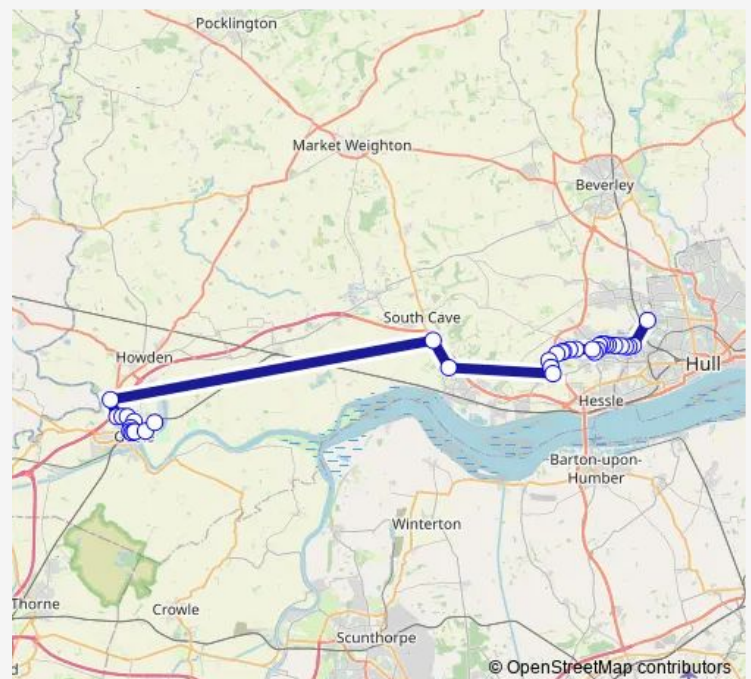 Pocklington
Market Weighton
Beverley
South Cave
Howden
Hull
Hessle
Barton-upon-
Humber
Winterton
Thorne
Crowle
Scunthorpe
© OpenStreetMap contributors